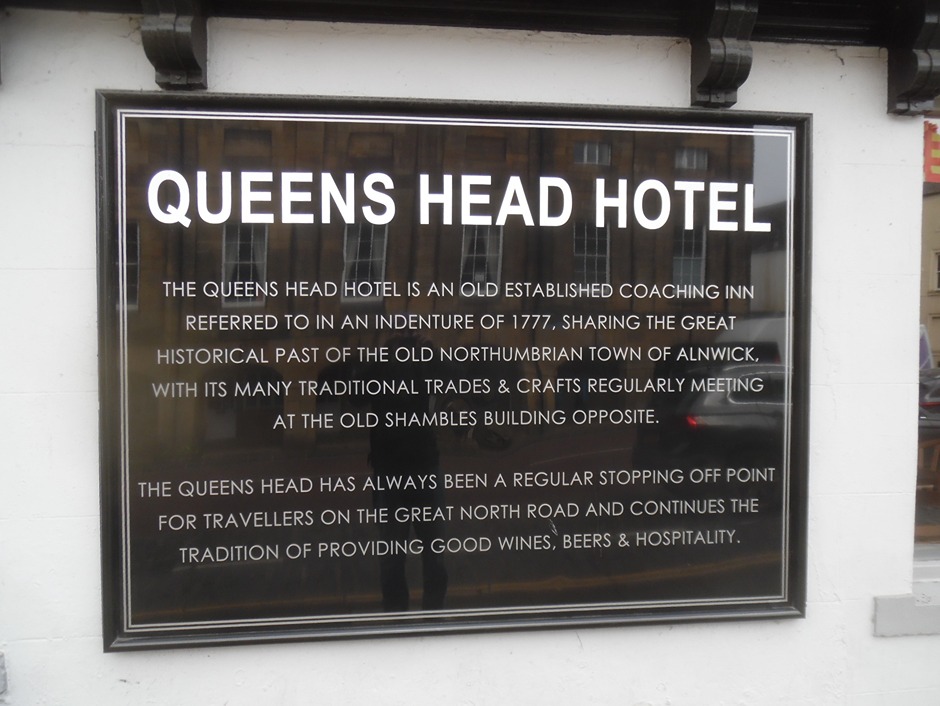 QUEENS HEAD HOTEL
THE QUEENS HEAD HOTEL IS AN OLD ESTABLISHED COACHING INN
REFERRED TO IN AN INDENTURE OF 1777, SHARING THE GREAT
HISTORICAL PAST OF THE OLD NORTHUMBRIAN TOWN OF ALNWICK,
WITH ITS MANY TRADITIONAL TRADES & CRAFTS REGULARLY MEETING
AT THE OLD SHAMBLES BUILDING OPPOSITE.
THE QUEENS HEAD HAS ALWAYS BEEN A REGULAR STOPPING OFF POINT
FOR TRAVELLERS ON THE GREAT NORTH ROAD AND CONTINUES THE
TRADITION OF PROVIDING GOOD WINES, BEERS & HOSPITALITY.